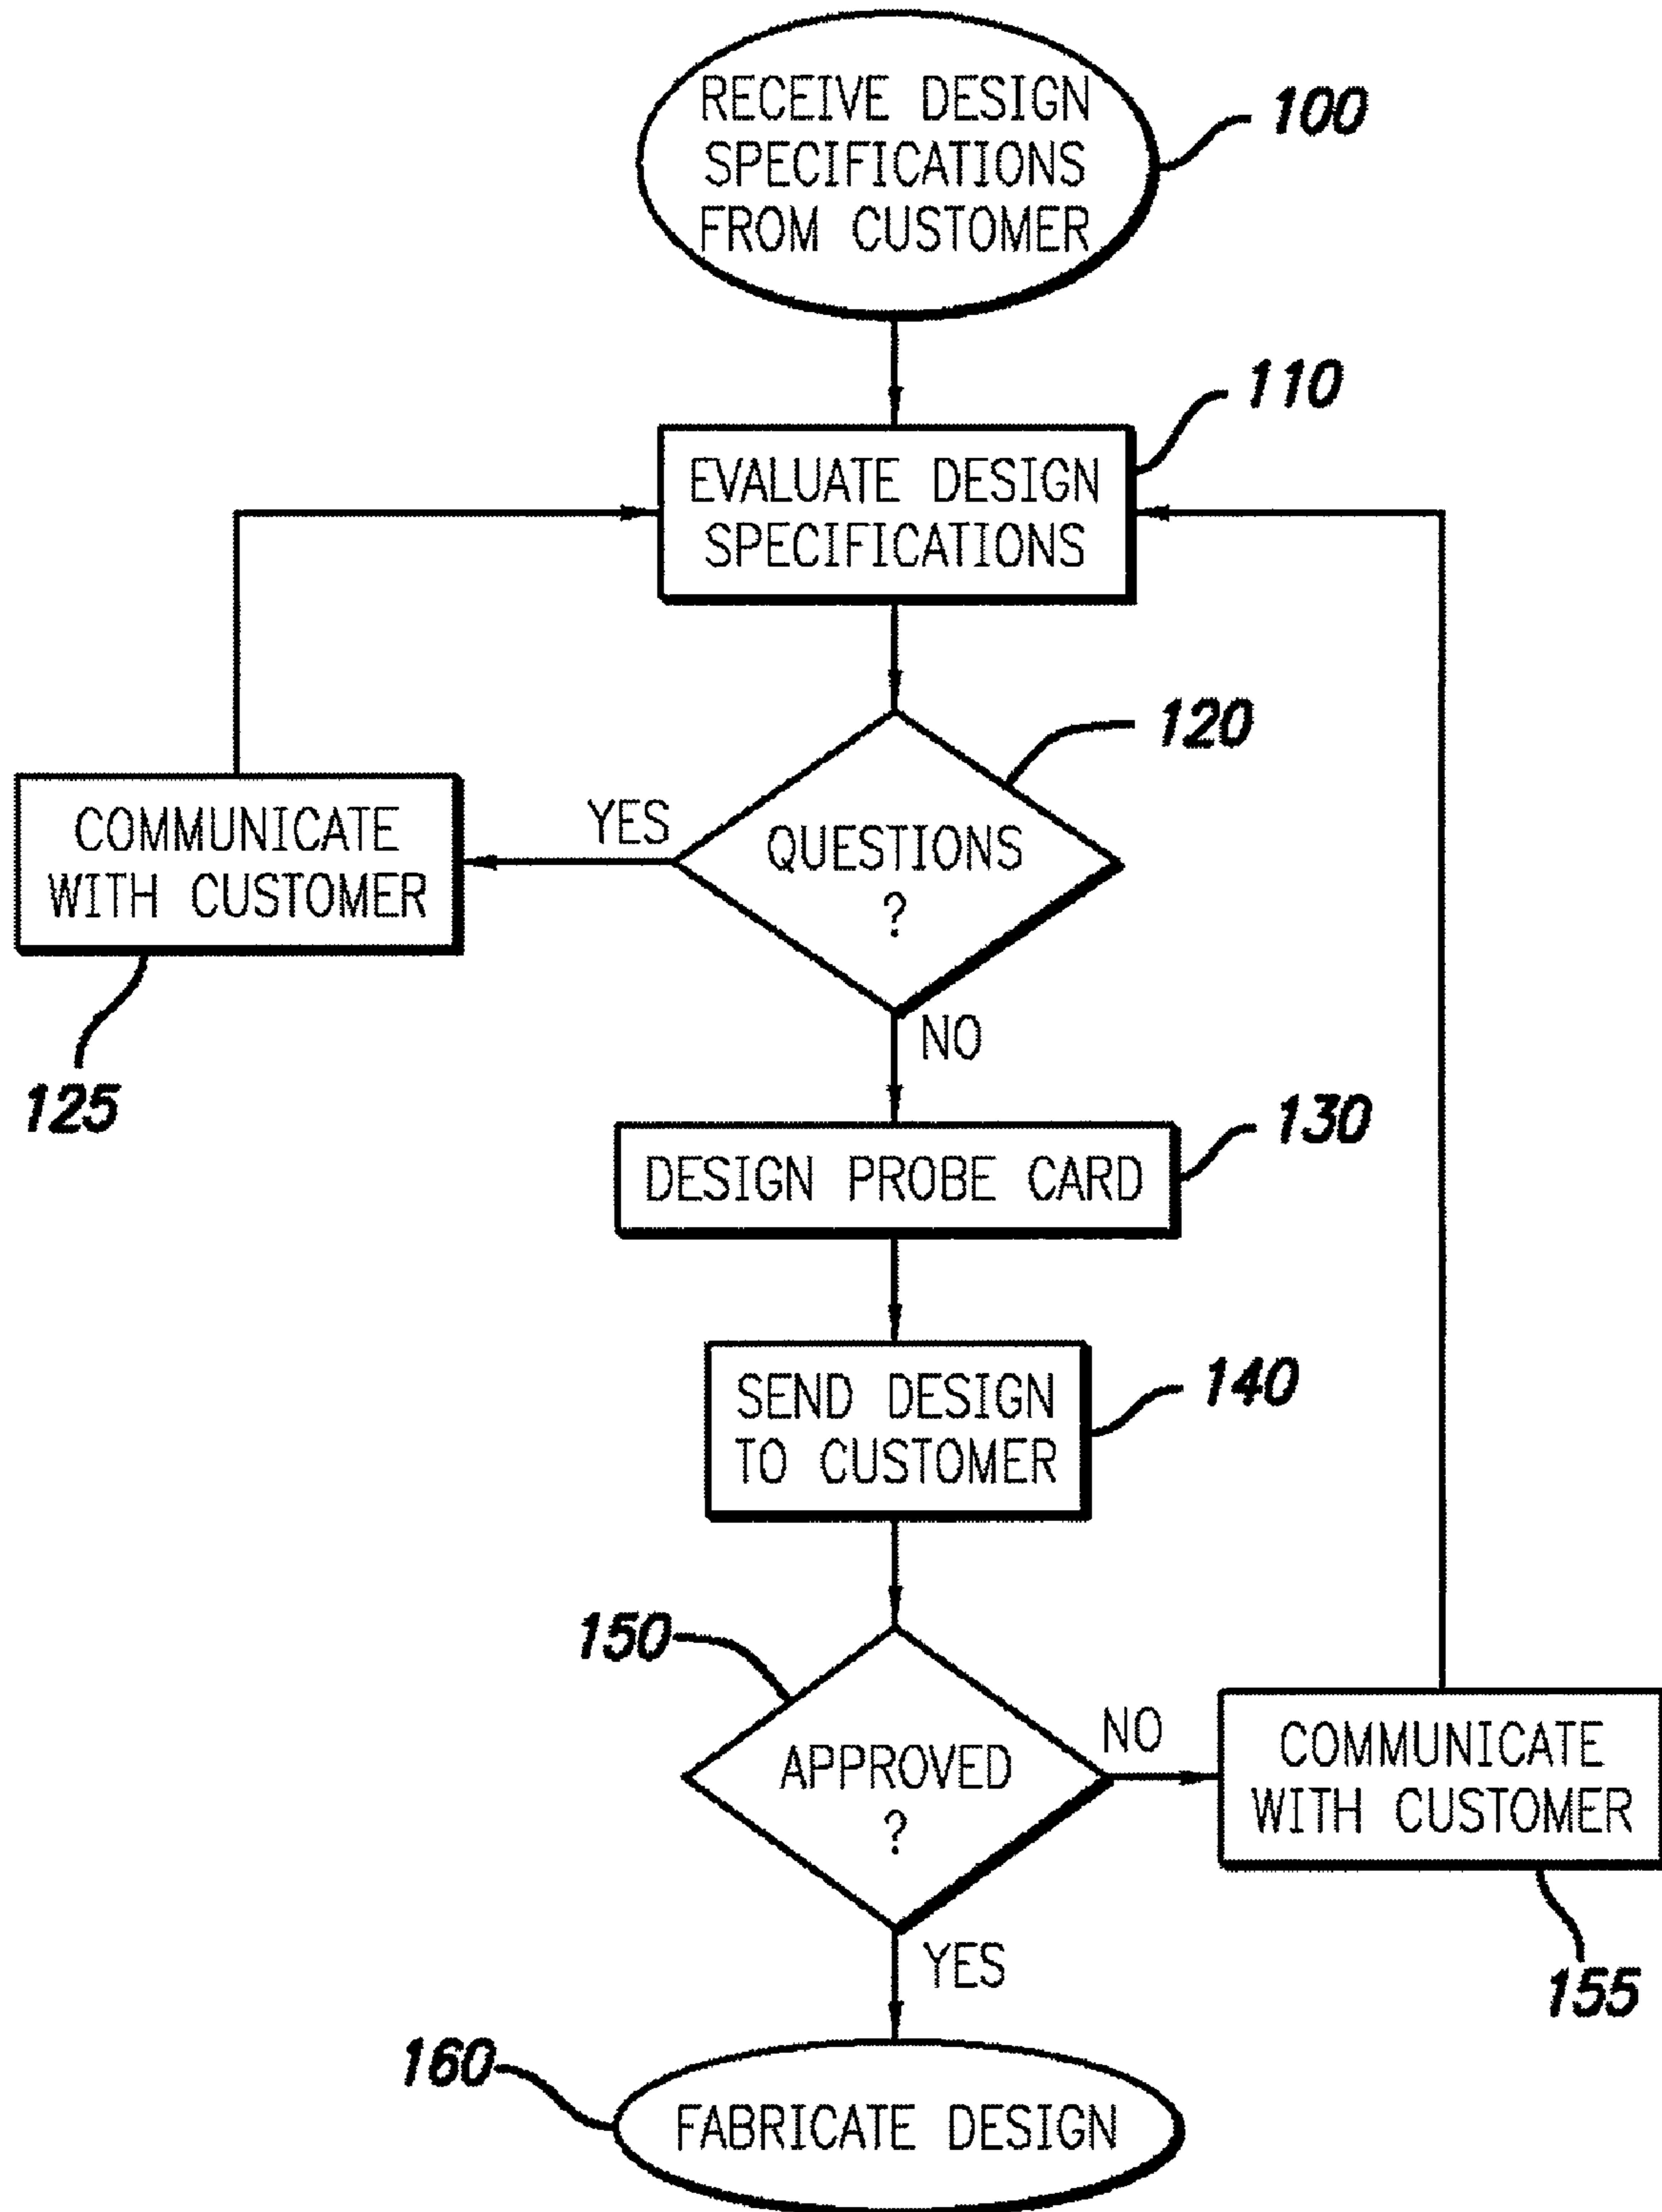 RECEIVE DESIGN
SPECIFICATIONS
FROM CUSTOMER
100
110
EVALUATE DESIGN
SPECIFICATIONS
120
YES
QUESTIONS
?
COMMUNICATE
WITH CUSTOMER
125
NO
130
DESIGN PROBE CARD
140
SEND DESIGN
TO CUSTOMER
150
APPROVED
?
NO
COMMUNICATE
WITH CUSTOMER
155
YES
160
FABRICATE DESIGN